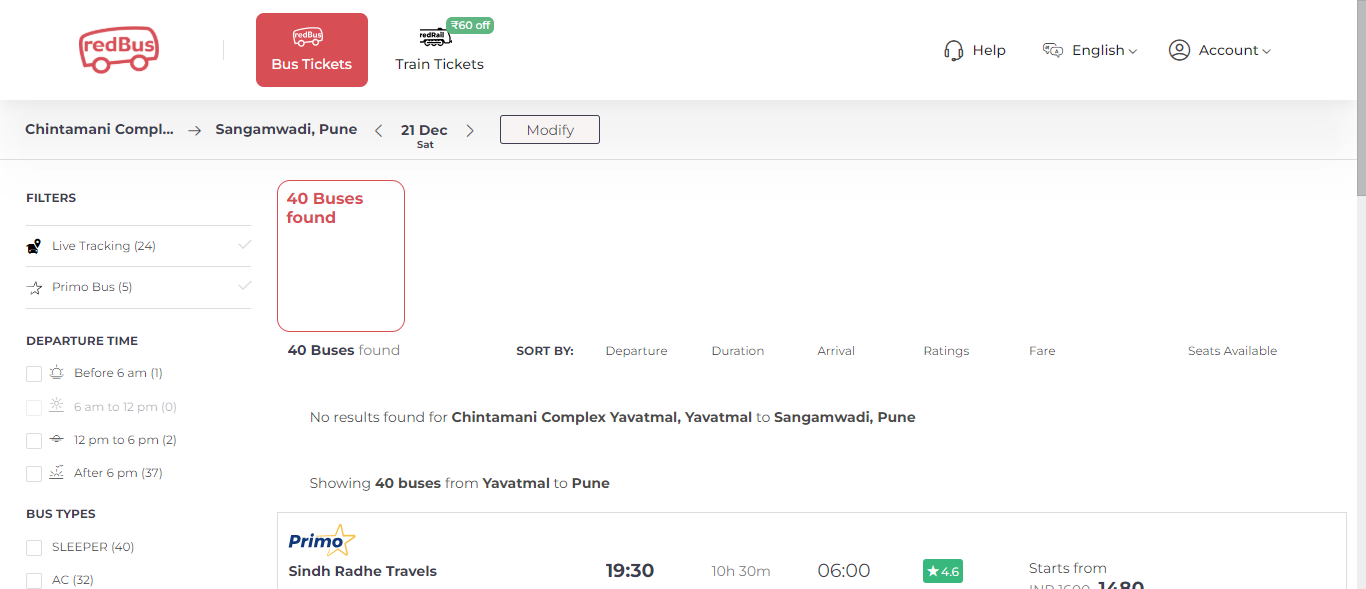 redBus
redBus
Bus Tickets
redRail
₹60 off
Train Tickets
Help
English
Account
Chintamani Compl... → Sangamwadi, Pune < 21 Dec > Modify
Sat
FILTERS
Live Tracking (24)
Primo Bus (5)
DEPARTURE TIME
Before 6 am (1)
6 am to 12 pm (0)
12 pm to 6 pm (2)
After 6 pm (37)
BUS TYPES
SLEEPER (40)
AC (32)
40 Buses
found
40 Buses found SORT BY: Departure Duration Arrival Ratings Fare Seats Available
No results found for Chintamani Complex Yavatmal, Yavatmal to Sangamwadi, Pune
Showing 40 buses from Yavatmal to Pune
Primo
Sindh Radhe Travels 19:30 10h 30m 06:00 ★ 4.6 Starts from
INR 1600 1480